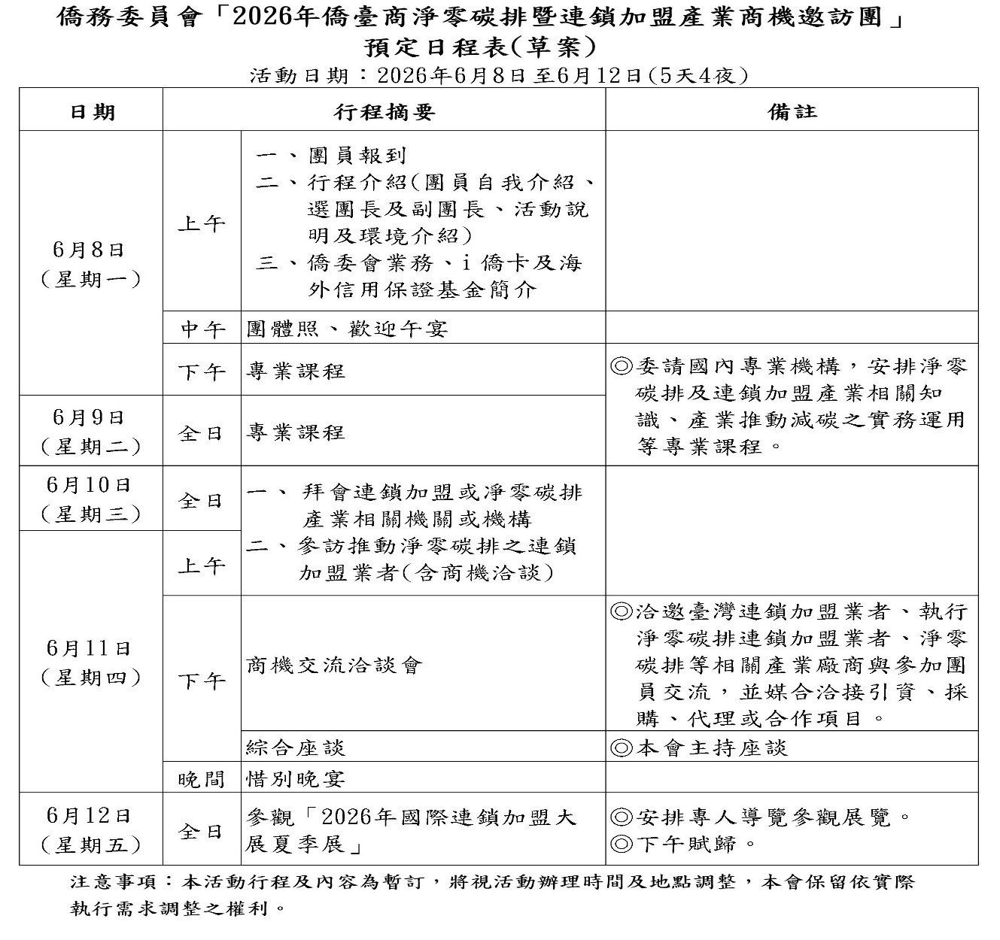 僑務委員會「2026年僑臺商淨零碳排暨連鎖加盟產業商機邀訪團」
預定日程表(草案)
活動日期：2026年6月8日至6月12日(5天4夜)
日期
行程摘要
備註
6月8日
(星期一)
上午
一、團員報到
二、行程介紹(團員自我介紹、
選團長及副團長、活動說
明及環境介紹)
三、僑委會業務、i僑卡及海
外信用保證基金簡介
中午
團體照、歡迎午宴
下午
專業課程
◎委請國內專業機構，安排淨零
碳排及連鎖加盟產業相關知
識、產業推動減碳之實務運用
等專業課程。
6月9日
(星期二)
全日
專業課程
6月10日
(星期三)
全日
一、拜會連鎖加盟或淨零碳排
產業相關機關或機構
二、參訪推動淨零碳排之連鎖
加盟業者(含商機洽談)
6月11日
(星期四)
上午
下午
商機交流洽談會
◎洽邀臺灣連鎖加盟業者、執行
淨零碳排連鎖加盟業者、淨零
碳排等相關產業廠商與參加團
員交流，並媒合洽接引資、採
購、代理或合作項目。
綜合座談
◎本會主持座談
晚間
惜別晚宴
6月12日
(星期五)
全日
參觀「2026年國際連鎖加盟大
展夏季展」
◎安排專人導覽參觀展覽。
◎下午賦歸。
注意事項：本活動行程及內容為暫訂，將視活動辦理時間及地點調整，本會保留依實際
執行需求調整之權利。